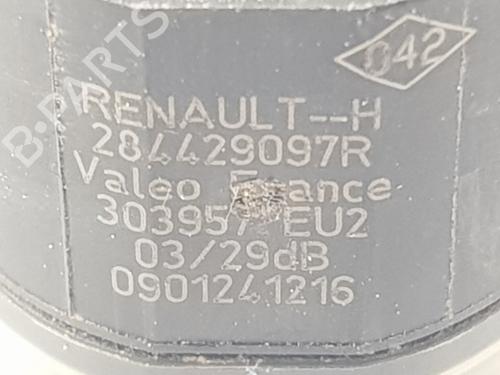 042
RENAULT--H
284429097R
Valeo France
303957 EU2
03/29dB
0901241216
B-PARTS